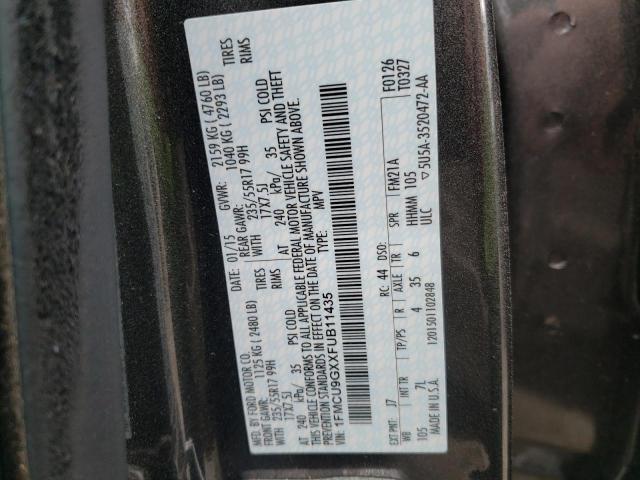 MFD. BY FORD MOTOR CO.
DATE: 01/15 GVWR: 2159 KG ( 4760 LB)
FRONT GAWR: 1125 KG ( 2480 LB) REAR GAWR: 1040 KG ( 2293 LB)
235/55R17 99H TIRES WITH 235/55R17 99H TIRES
17X7.5J RIMS 17X7.5J RIMS
AT 240 kPa/ 35 PSI COLD AT 240 kPa/ 35 PSI COLD
THIS VEHICLE CONFORMS TO ALL APPLICABLE FEDERAL MOTOR VEHICLE SAFETY AND THEFT
PREVENTION STANDARDS IN EFFECT ON THE DATE OF MANUFACTURE SHOWN ABOVE.
VIN: 1FMCU9GXXFUB11435
TYPE: MPV
F0126
T0327
EXT PNT: J7 RC: 44 DSO:
WB INT TR TP/PS R AXLE TR SPR FM21A
105 7L 4 35 6 HHMM 105
MADE IN U.S.A. ULC
1201501102848 ▽5U5A-3520472-AA